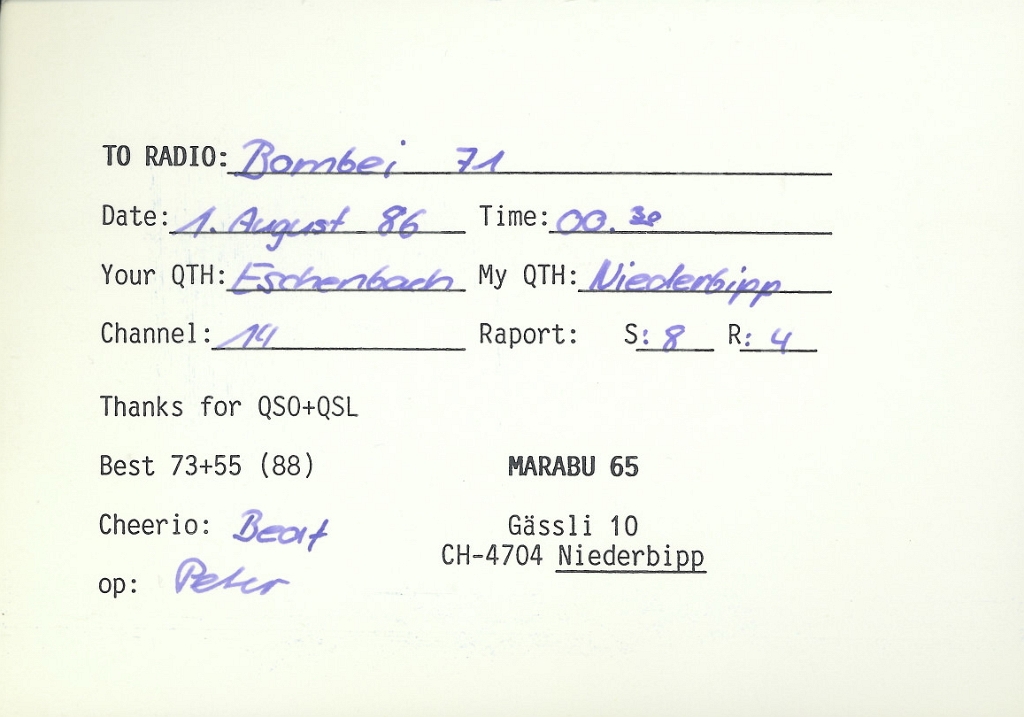 TO RADIO: Bombei 71
Date: 1. August 86 Time: 00.30
Your QTH: Eschenbach My QTH: Niederbipp
Channel: 14 Raport: S: 8 R: 4
Thanks for QSO+QSL
Best 73+55 (88) MARABU 65
Cheerio: Beat Gässli 10
CH-4704 Niederbipp
op: Peter